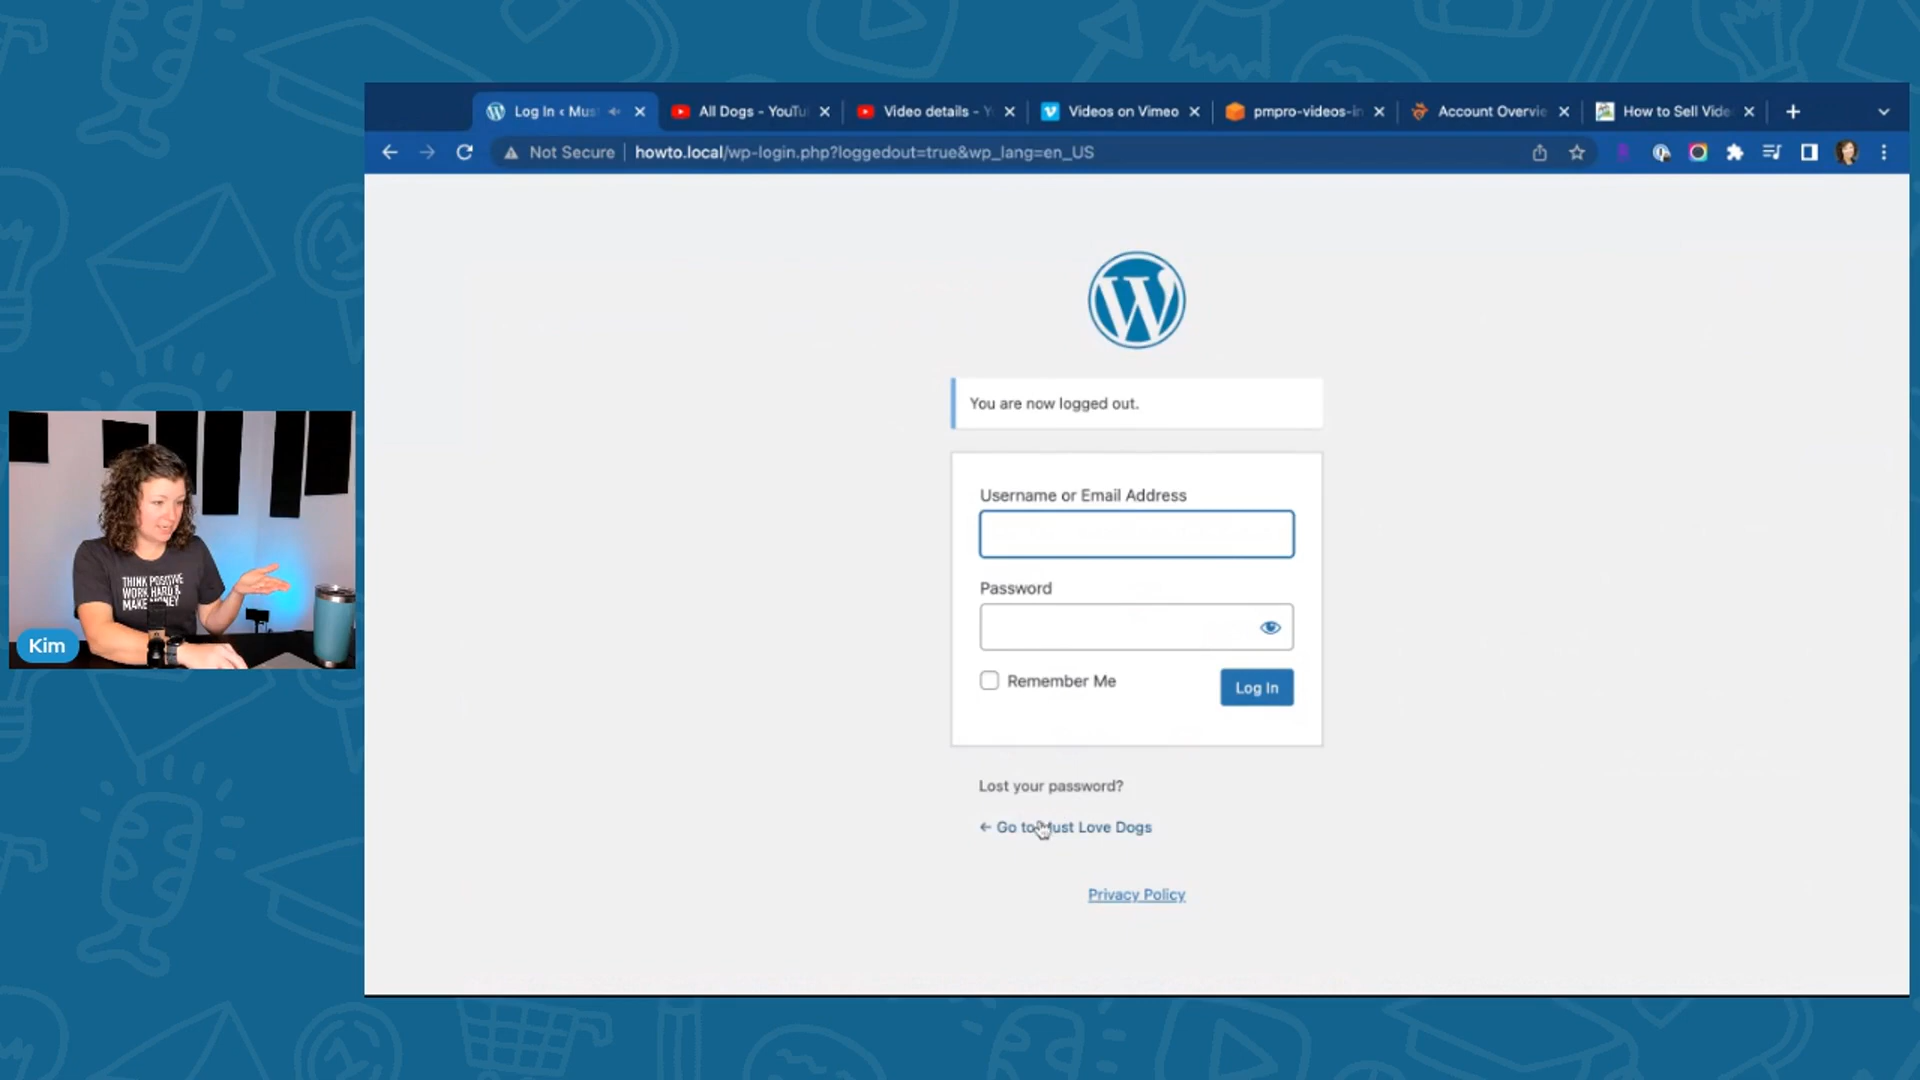 Log In ‹ Mus
All Dogs - YouTu
Video details - Y
Videos on Vimeo
pmpro-videos-in
Account Overvie
How to Sell Vide
Not Secure
howto.local/wp-login.php?loggedout=true&wp_lang=en_US
You are now logged out.
Username or Email Address
Password
Remember Me
Log In
Lost your password?
← Go to Must Love Dogs
Privacy Policy
THINK POSITIVE
WORK HARD &
MAKE MONEY
Kim